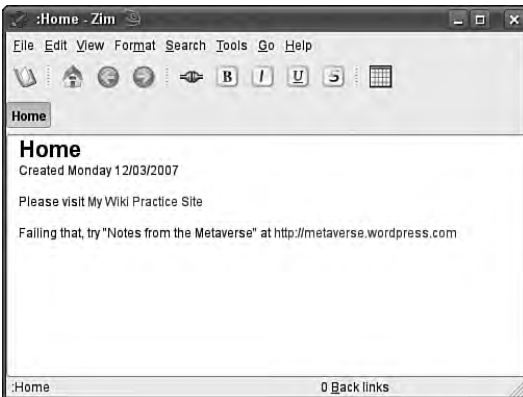 :Home - Zim
File Edit View Format Search Tools Go Help
B I U S
Home
Home
Created Monday 12/03/2007
Please visit My Wiki Practice Site
Failing that, try "Notes from the Metaverse" at http://metaverse.wordpress.com
:Home 0 Back links